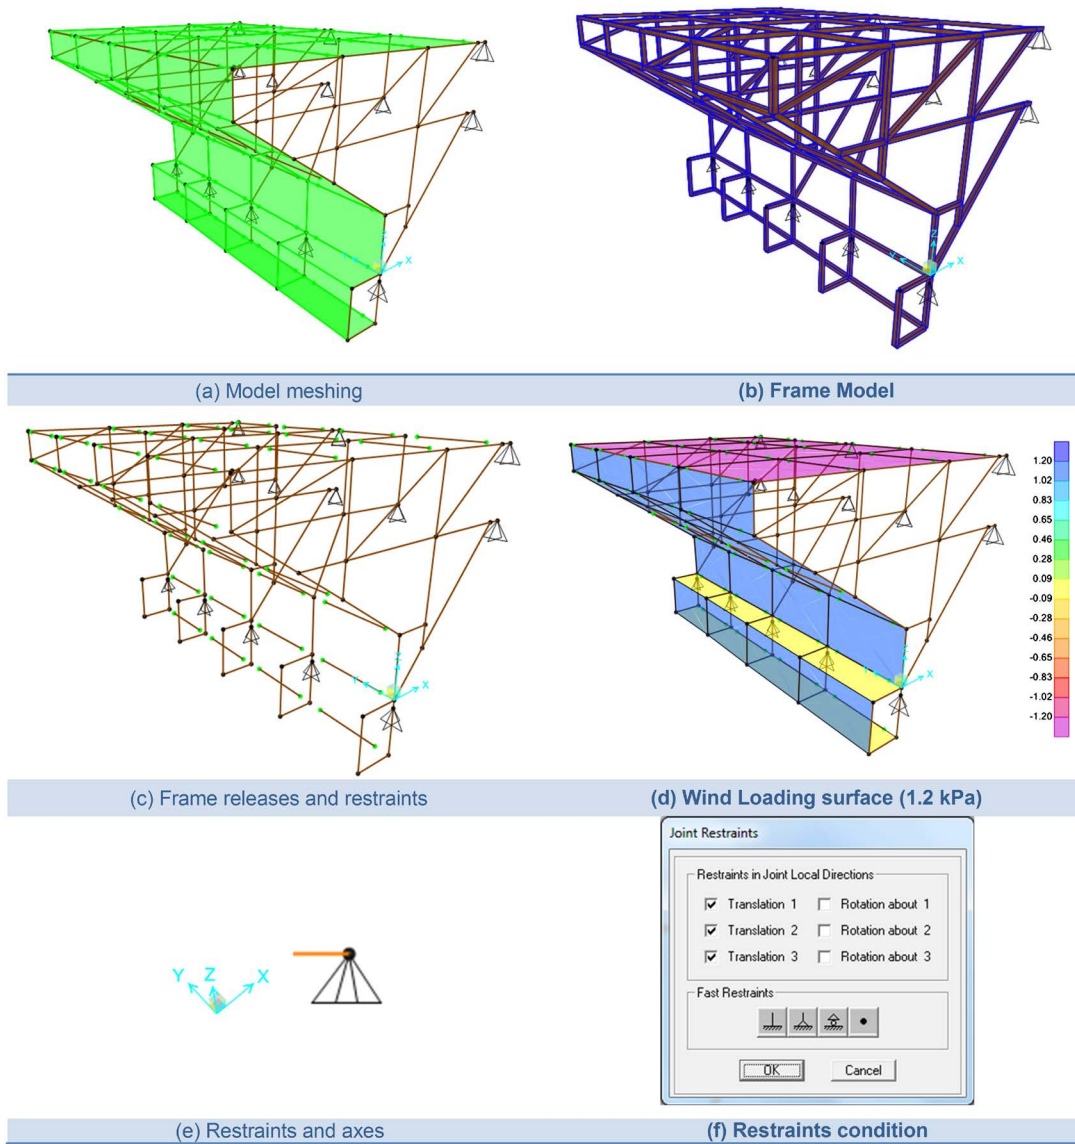 Z
Y
X
Z
Y
X
(a) Model meshing
(b) Frame Model
Z
Y
X
Z
Y
X
1.20
1.02
0.83
0.65
0.46
0.28
0.09
-0.09
-0.28
-0.46
-0.65
-0.83
-1.02
-1.20
(c) Frame releases and restraints
(d) Wind Loading surface (1.2 kPa)
Y Z X
Joint Restraints
Restraints in Joint Local Directions
Translation 1 Rotation about 1
Translation 2 Rotation about 2
Translation 3 Rotation about 3
Fast Restraints
OK Cancel
(e) Restraints and axes
(f) Restraints condition